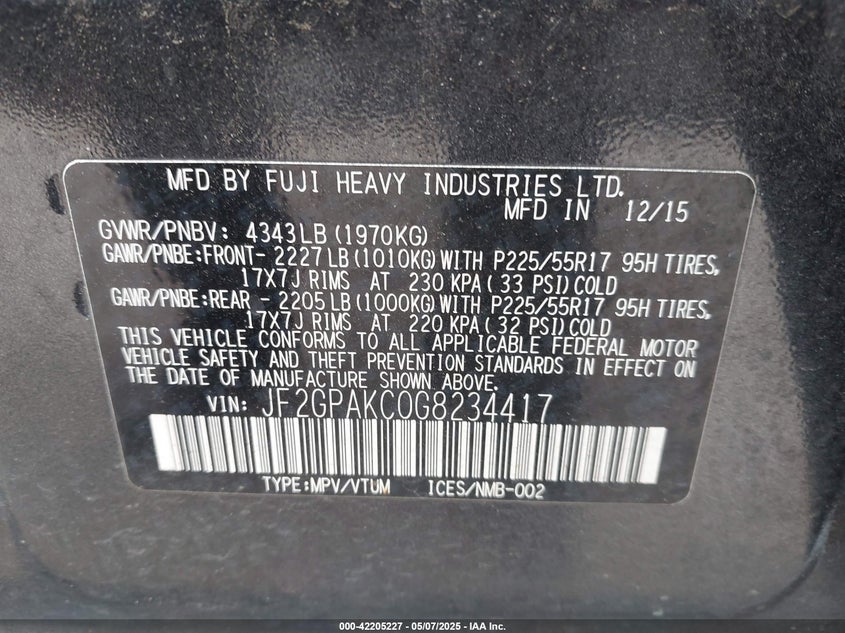 MFD BY FUJI HEAVY INDUSTRIES LTD.
MFD IN 12/15
GVWR/PNBV: 4343LB (1970KG)
GAWR/PNBE:FRONT- 2227LB (1010KG) WITH P225/55R17 95H TIRES,
17X7J RIMS AT 230 KPA (33 PSI) COLD
GAWR/PNBE:REAR - 2205LB (1000KG) WITH P225/55R17 95H TIRES,
17X7J RIMS AT 220 KPA (32 PSI) COLD
THIS VEHICLE CONFORMS TO ALL APPLICABLE FEDERAL MOTOR
VEHICLE SAFETY AND THEFT PREVENTION STANDARDS IN EFFECT ON
THE DATE OF MANUFACTURE SHOWN ABOVE.
VIN: JF2GPAKC0G8234417
TYPE:MPV/VTUM ICES/NMB-002
000-42205227 - 05/07/2025 - IAA Inc.